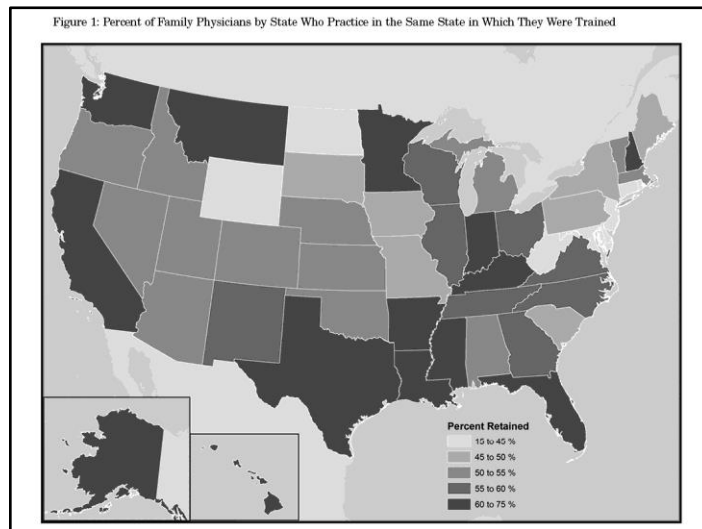 Figure 1: Percent of Family Physicians by State Who Practice in the Same State in Which They Were Trained
Percent Retained
15 to 45 %
45 to 50 %
50 to 55 %
55 to 60 %
60 to 75 %